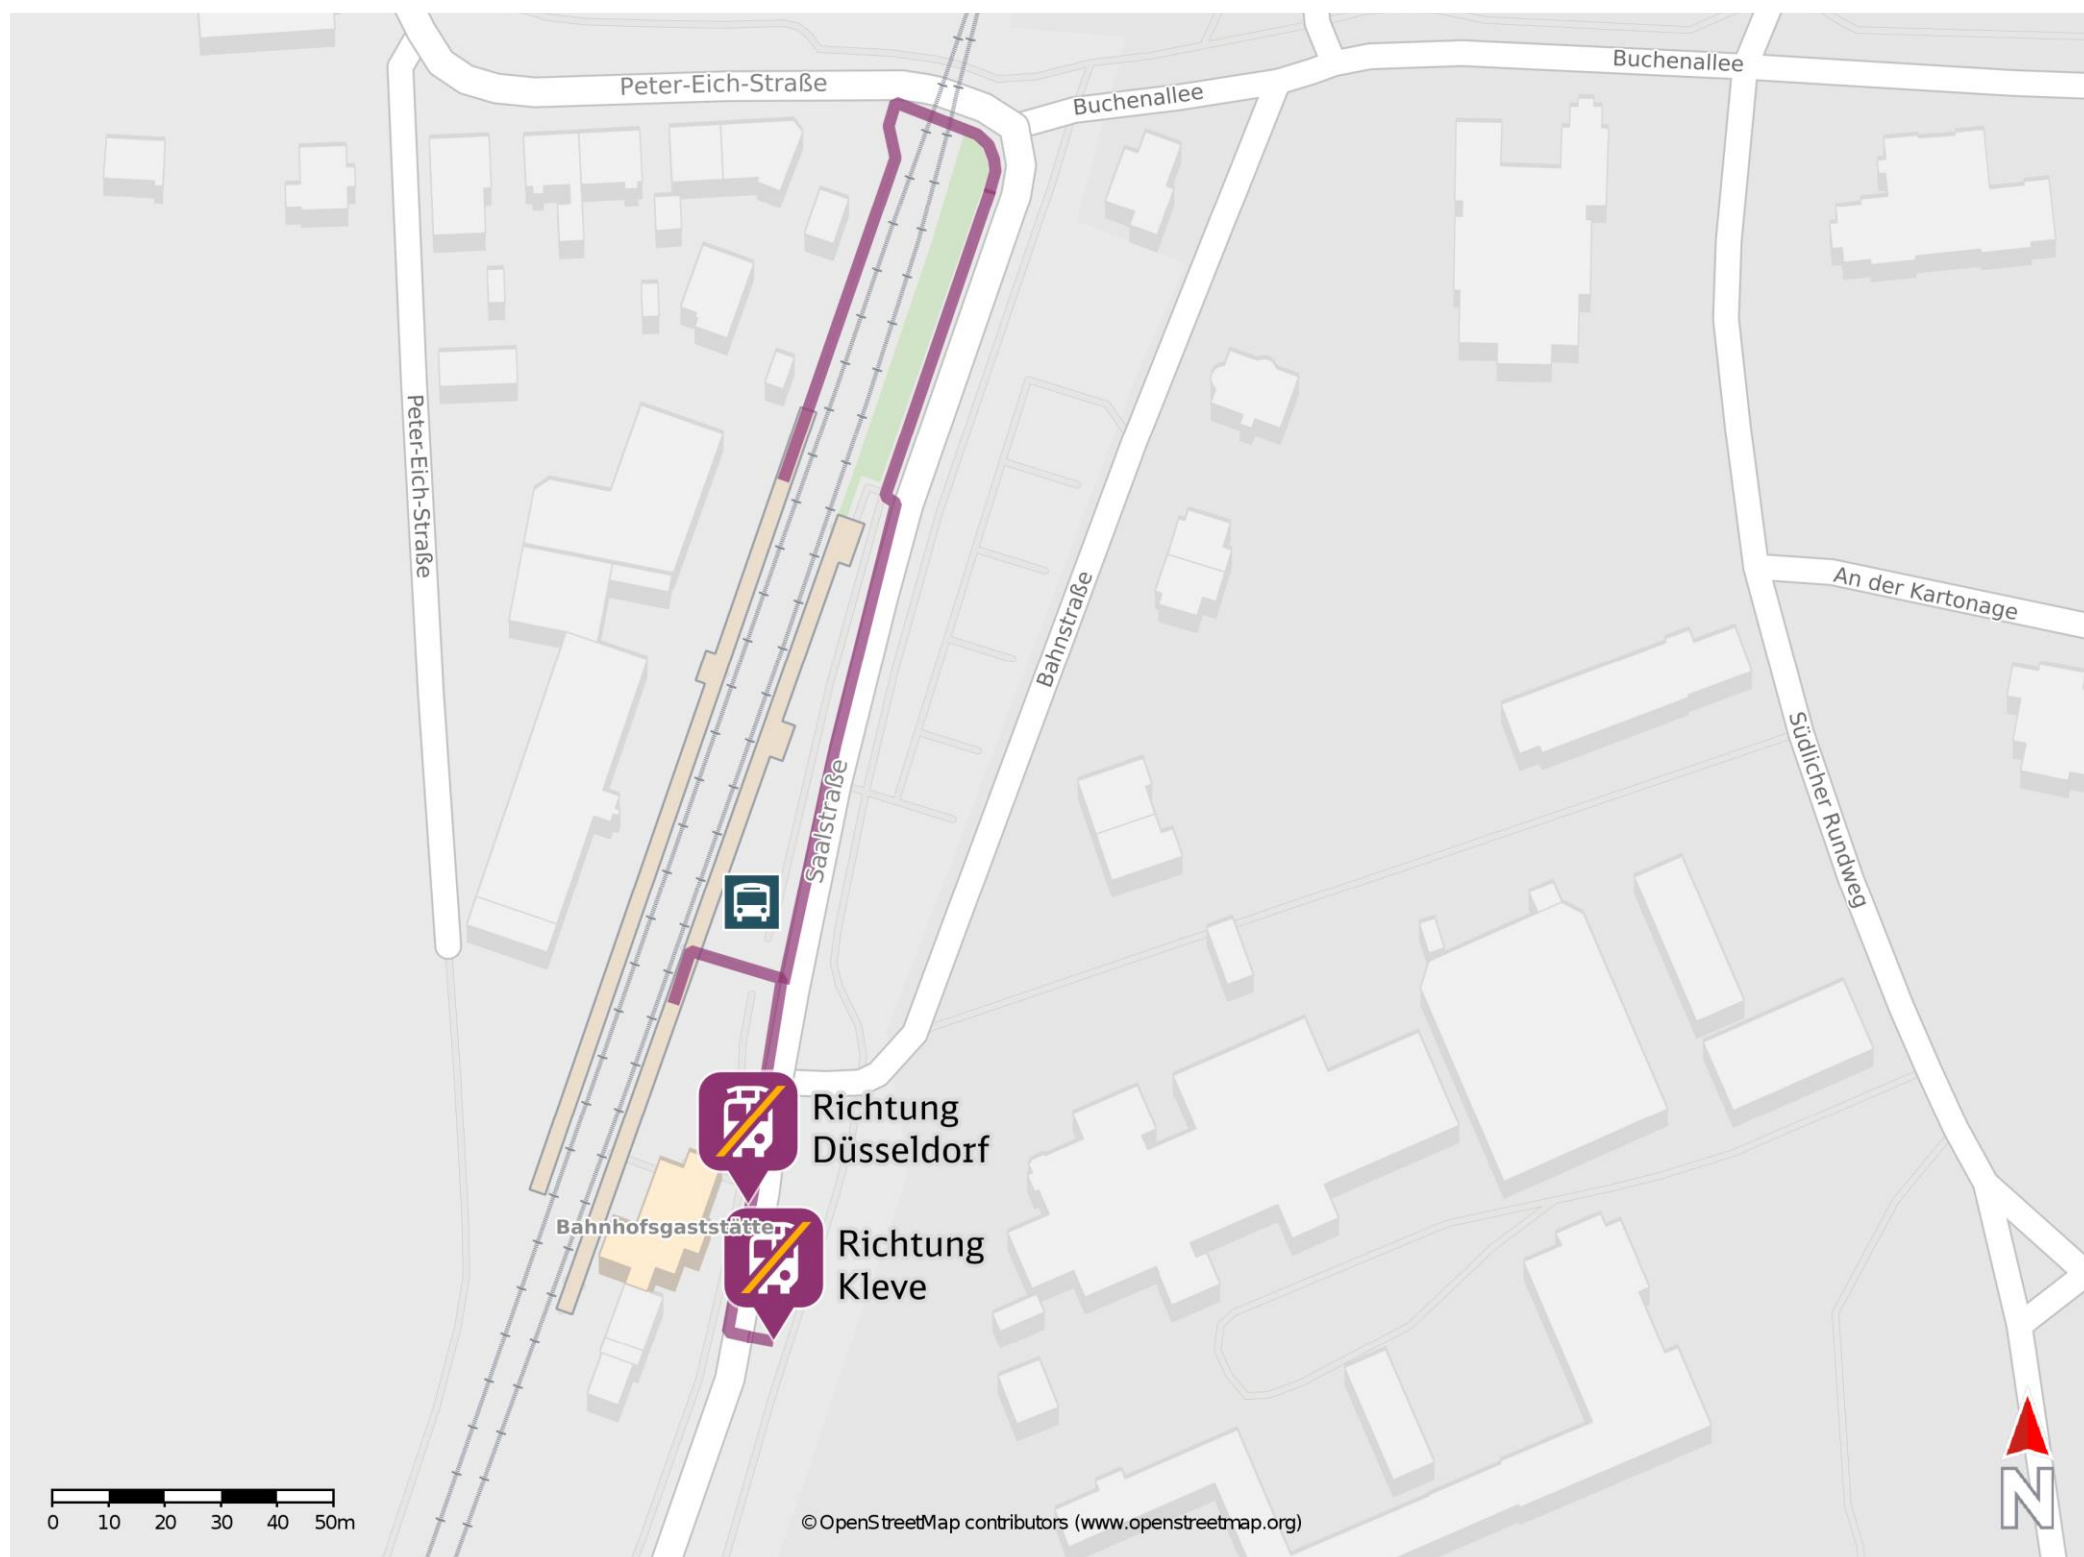 Peter-Eich-Straße
Buchenallee
Buchenallee
Peter-Eich-Straße
Bahnstraße
An der Kartonage
Südlicher Rundweg
Saalstraße
Richtung
Düsseldorf
Bahnhofsgaststätte
Richtung
Kleve
0 10 20 30 40 50m
© OpenStreetMap contributors (www.openstreetmap.org)
N